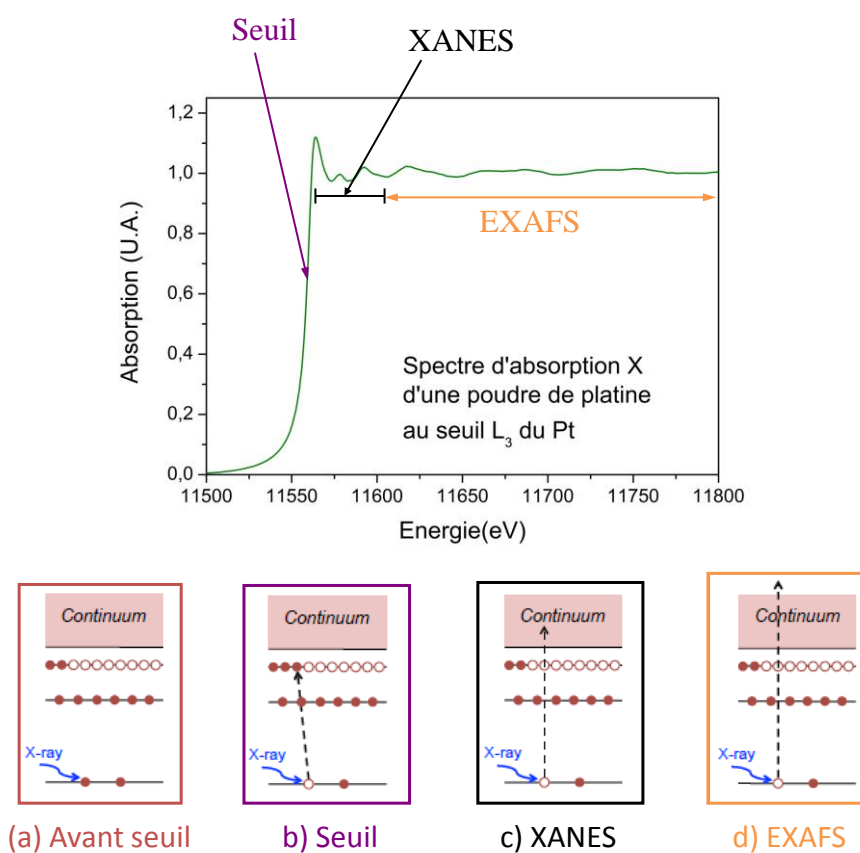 Seuil
XANES
1,2
1,0
0,8
0,6
0,4
0,2
0,0
Absorption (U.A.)
EXAFS
Spectre d'absorption X
d'une poudre de platine
au seuil L₃ du Pt
11500 11550 11600 11650 11700 11750 11800
Energie(eV)
Continuum
X-ray
(a) Avant seuil
Continuum
X-ray
b) Seuil
Continuum
X-ray
c) XANES
Continuum
X-ray
d) EXAFS